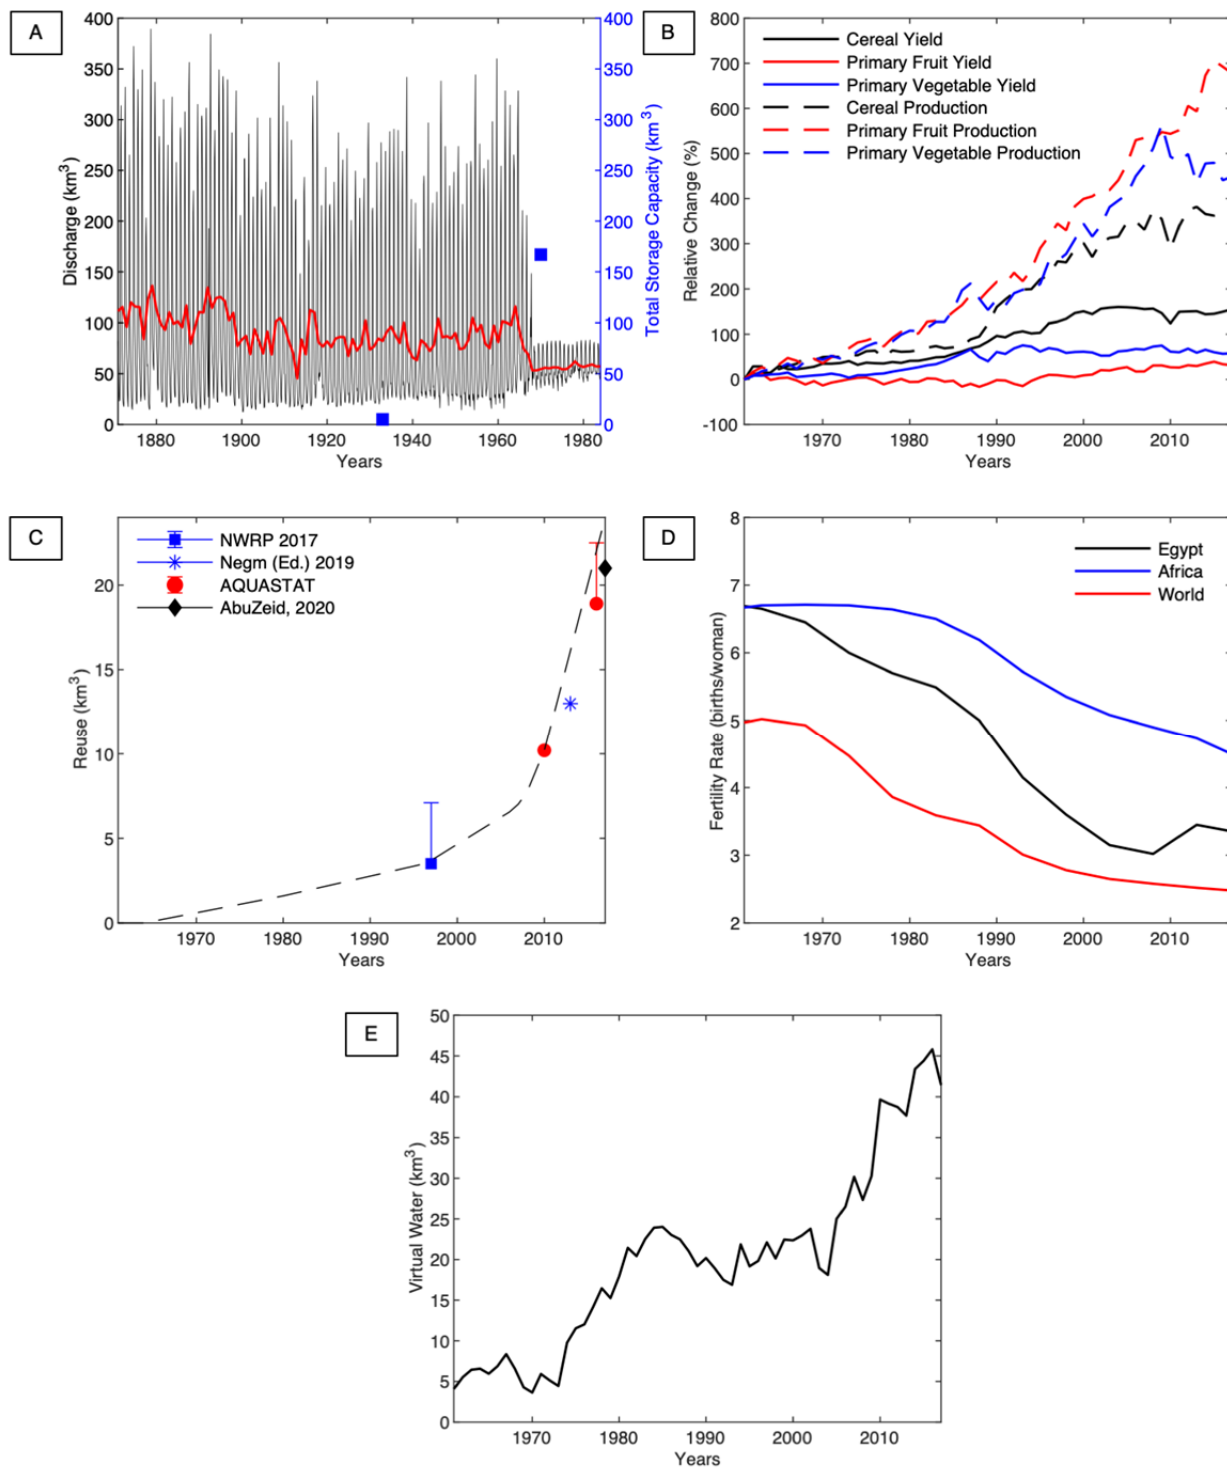 A
400
350
300
250
200
150
100
50
0
Discharge (km³)
1880
1900
1920
1940
1960
1980
Years
400
350
300
250
200
150
100
50
0
Total Storage Capacity (km³)
B
800
700
600
500
400
300
200
100
0
-100
Relative Change (%)
Cereal Yield
Primary Fruit Yield
Primary Vegetable Yield
Cereal Production
Primary Fruit Production
Primary Vegetable Production
1970
1980
1990
2000
2010
Years
C
20
15
10
5
0
Reuse (km³)
NWRP 2017
Negm (Ed.) 2019
AQUASTAT
AbuZeid, 2020
1970
1980
1990
2000
2010
Years
D
8
7
6
5
4
3
2
Fertility Rate (births/woman)
Egypt
Africa
World
1970
1980
1990
2000
2010
Years
E
50
45
40
35
30
25
20
15
10
5
0
Virtual Water (km³)
1970
1980
1990
2000
2010
Years